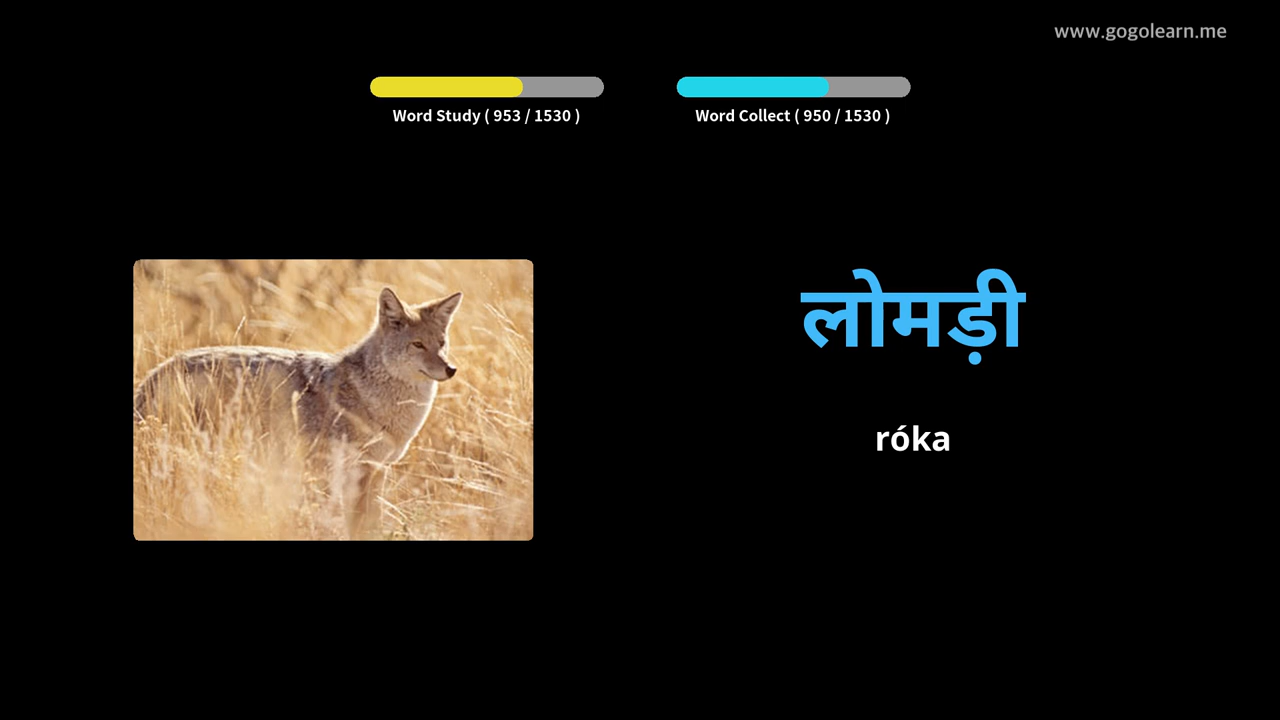 www.gogolearn.me
Word Study ( 953 / 1530 )
Word Collect ( 950 / 1530 )
लोमड़ी
róka